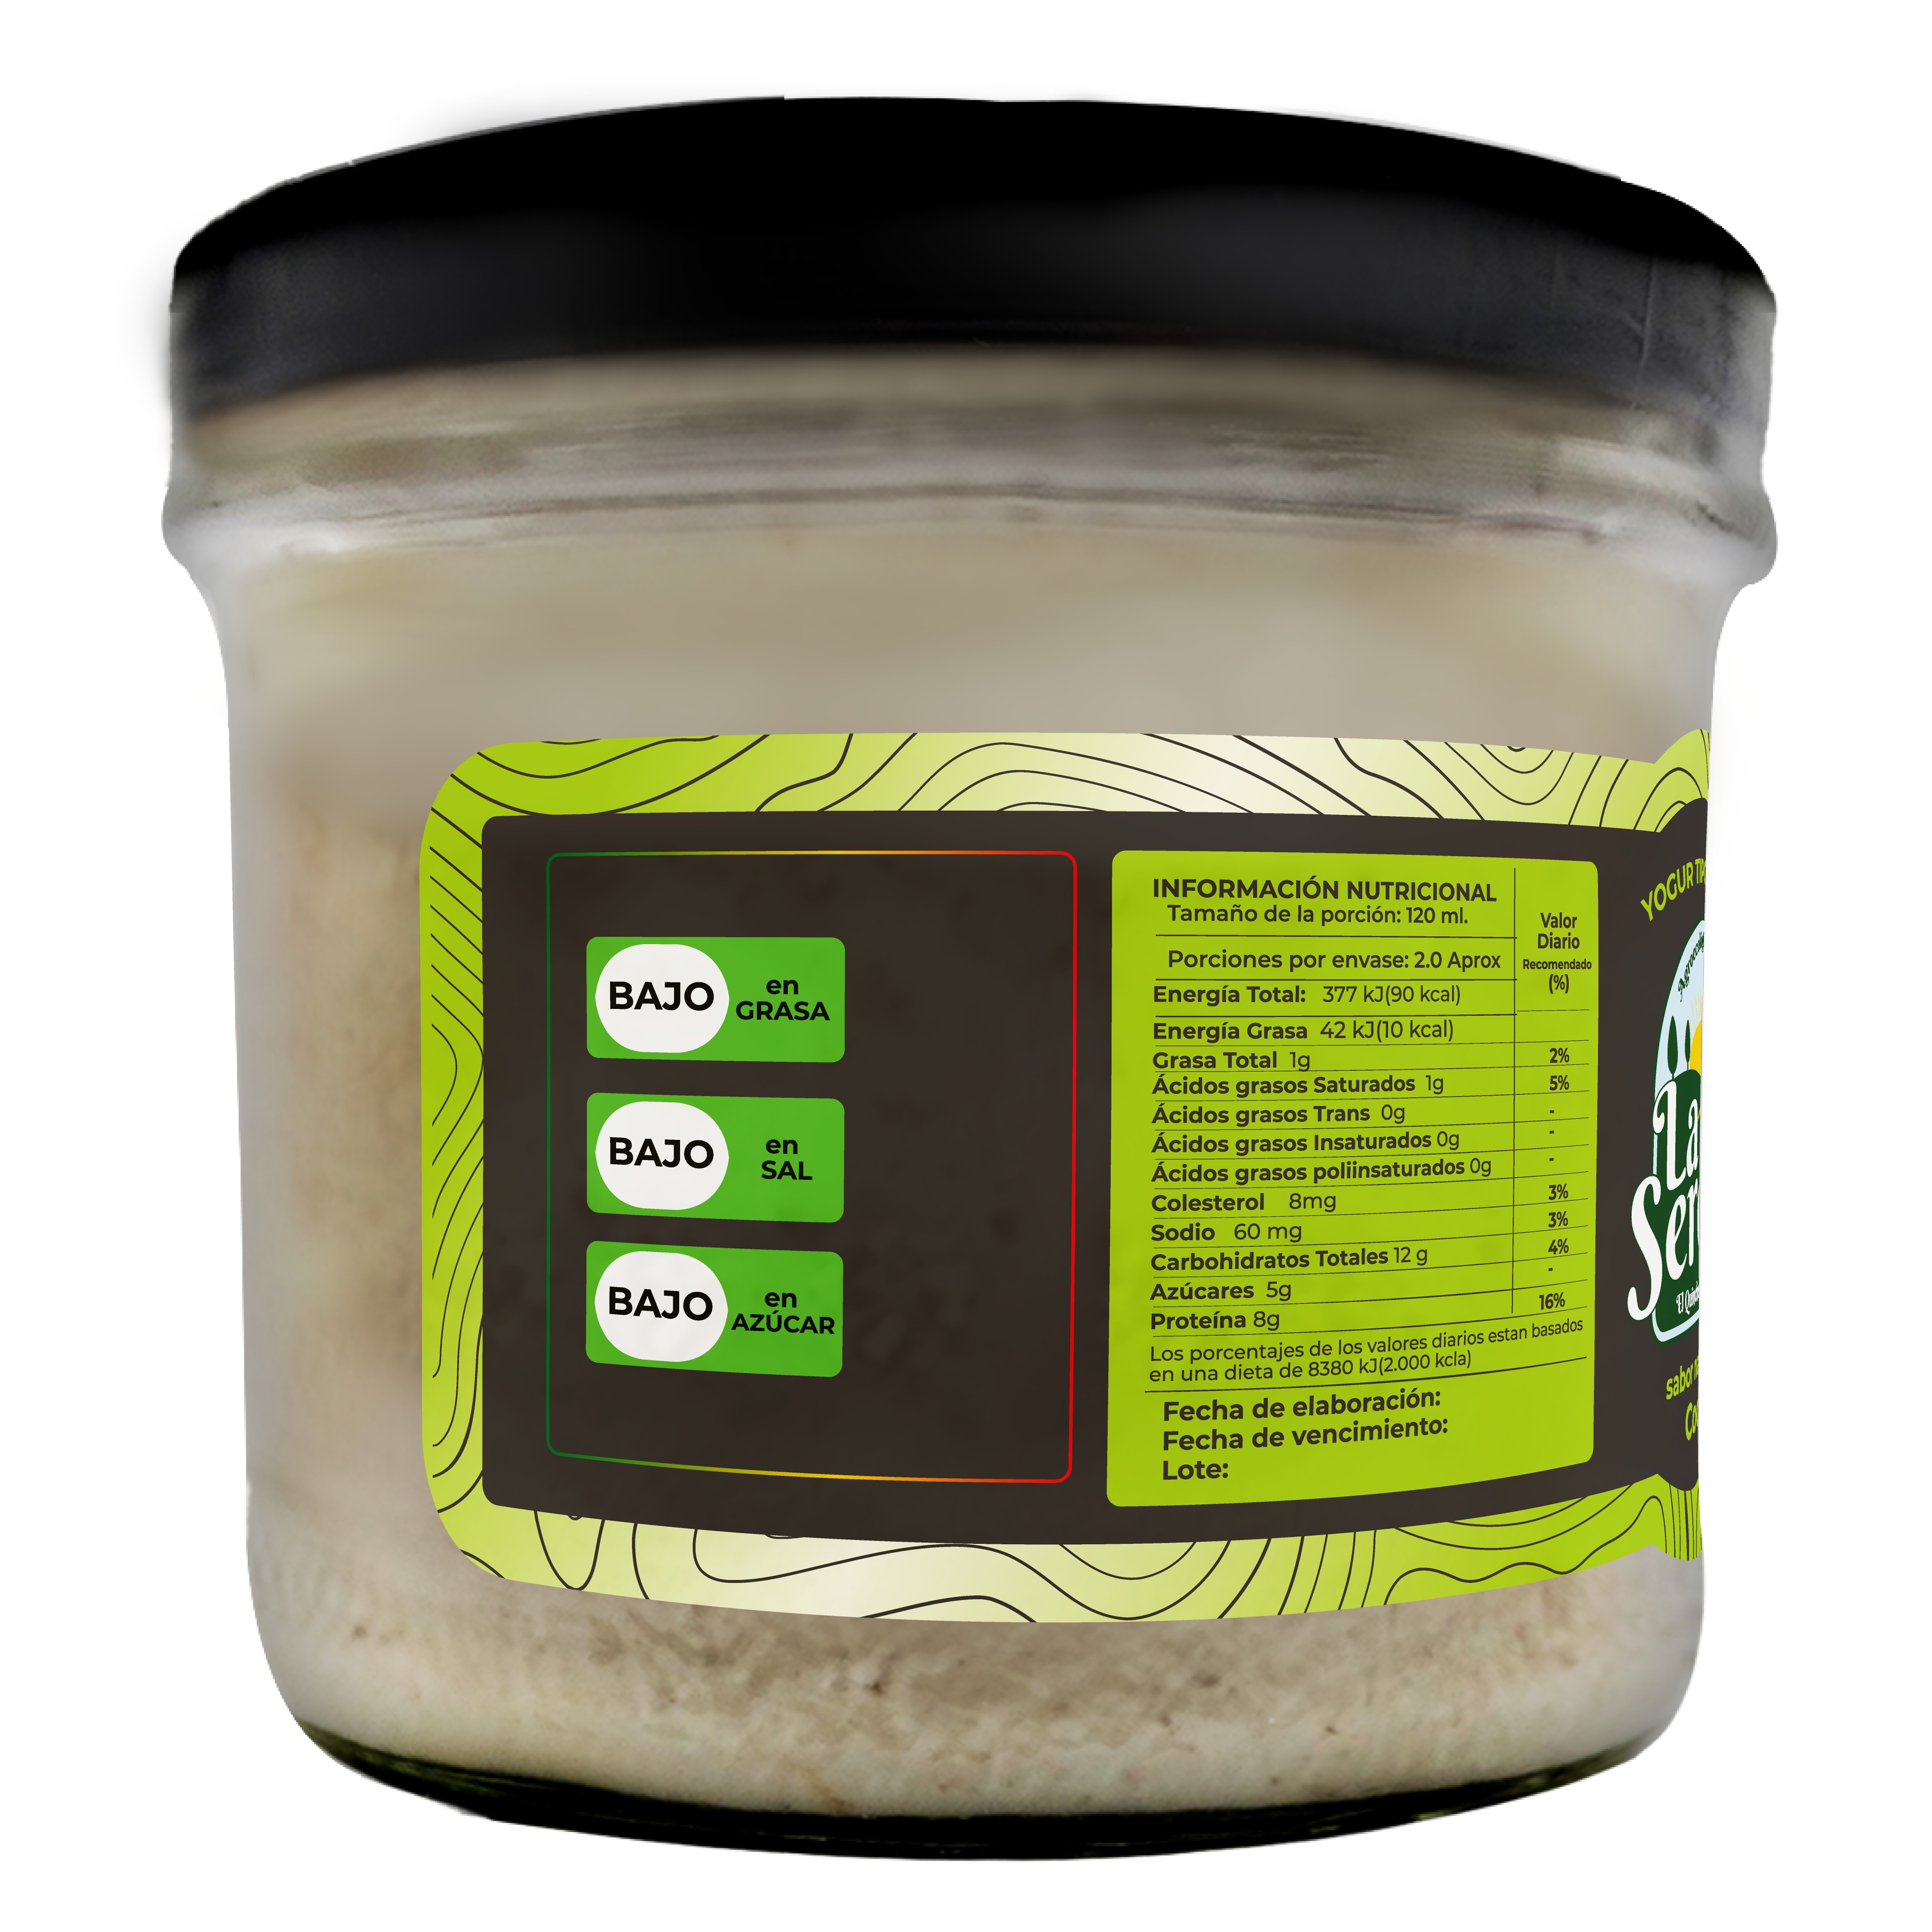 BAJO
en
GRASA
BAJO
en
SAL
BAJO
en
AZÚCAR
INFORMACIÓN NUTRICIONAL
Tamaño de la porción: 120 ml.
Valor
Diario
Recomendado
(%)
Porciones por envase: 2.0 Aprox
Energía Total: 377 kJ(90 kcal)
Energía Grasa 42 kJ(10 kcal)
Grasa Total 1g 2%
Ácidos grasos Saturados 1g 5%
Ácidos grasos Trans 0g -
Ácidos grasos Insaturados 0g -
Ácidos grasos poliinsaturados 0g -
Colesterol 8mg 3%
Sodio 60 mg 3%
Carbohidratos Totales 12 g 4%
Azúcares 5g -
Proteína 8g 16%
Los porcentajes de los valores diarios estan basados
en una dieta de 8380 kJ(2.000 kcla)
Fecha de elaboración:
Fecha de vencimiento:
Lote:
YOGUR
La
sabor